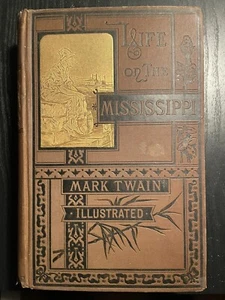 LIFE
ON THE
MISSISSIPPI
MARK TWAIN
ILLUSTRATED